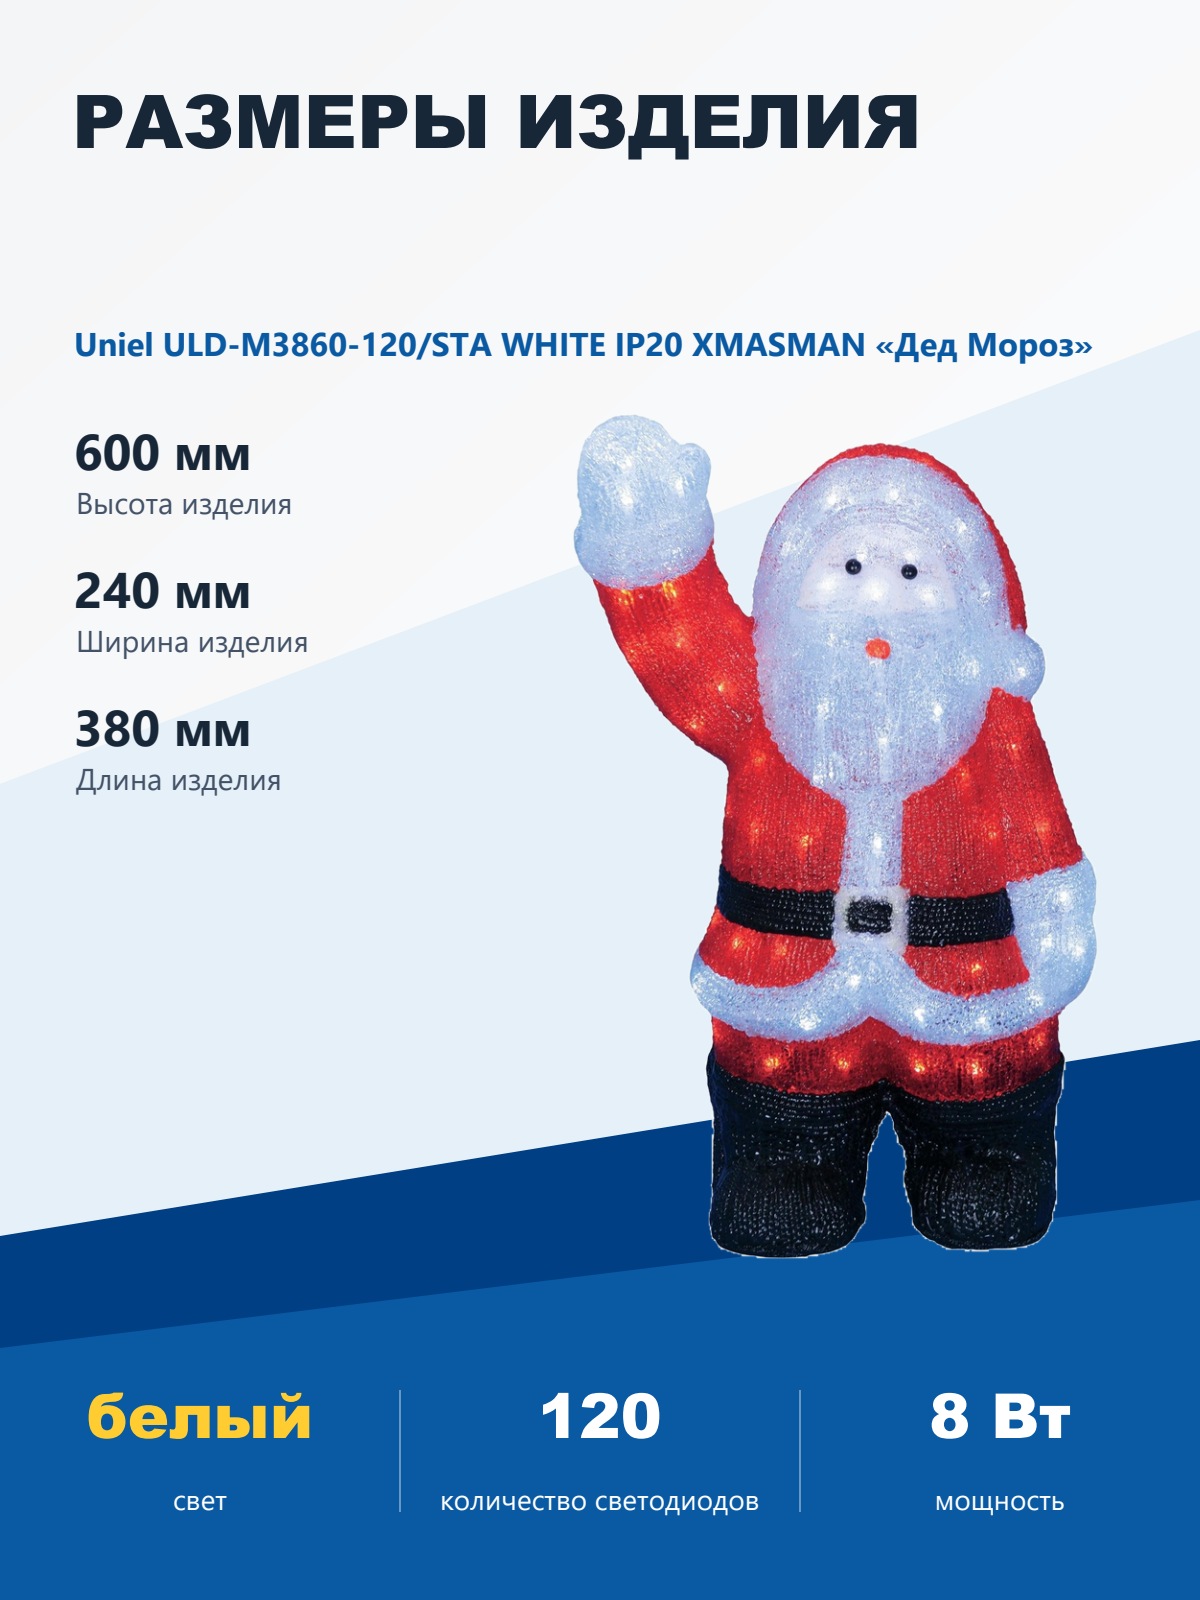 РАЗМЕРЫ ИЗДЕЛИЯ
Uniel ULD-M3860-120/STA WHITE IP20 XMASMAN «Дед Мороз»
600 мм
Высота изделия
240 мм
Ширина изделия
380 мм
Длина изделия
белый
свет
120
количество светодиодов
8 Вт
мощность